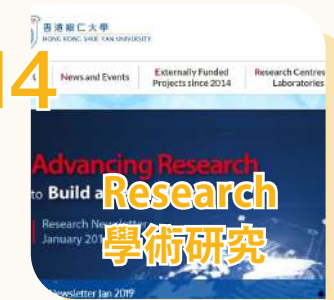 香港樹仁大學
HONG KONG SHUE YAN UNIVERSITY
14
News and Events
Externally Funded
Projects since 2014
Research Centres
Laboratories
Advancing Research
to Build a
Research
學術研究
Research Newsletter
January 201
Newsletter Jan 2019